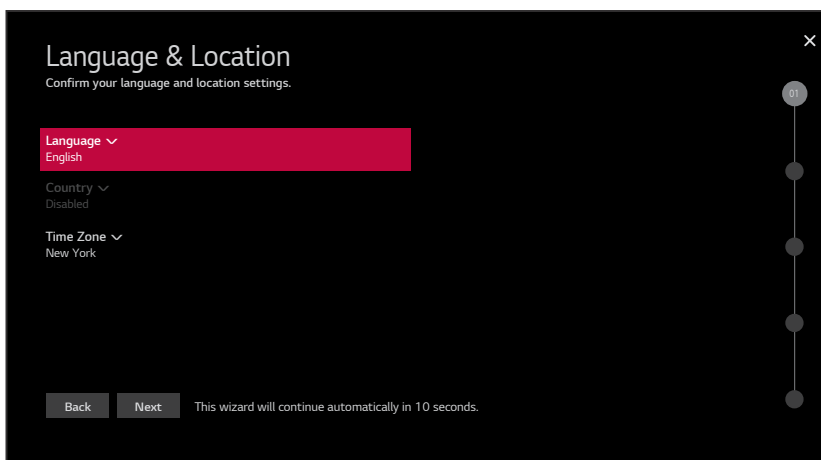 Language & Location
Confirm your language and location settings.
01
Language
English
Country
Disabled
Time Zone
New York
Back
Next
This wizard will continue automatically in 10 seconds.